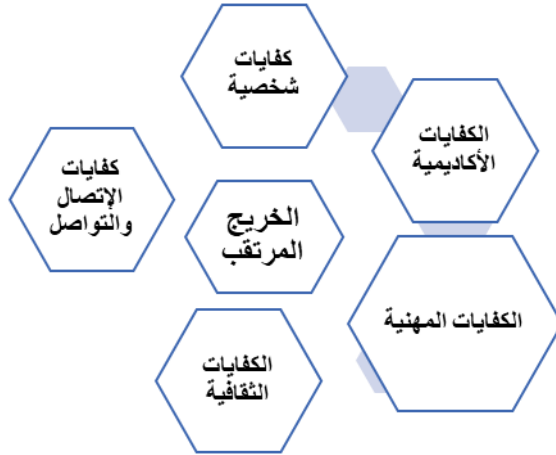 كفايات
شخصية
الكفايات
الأكاديمية
كفايات
الإتصال
والتواصل
الخريج
المرتقب
الكفايات المهنية
الكفايات
الثقافية